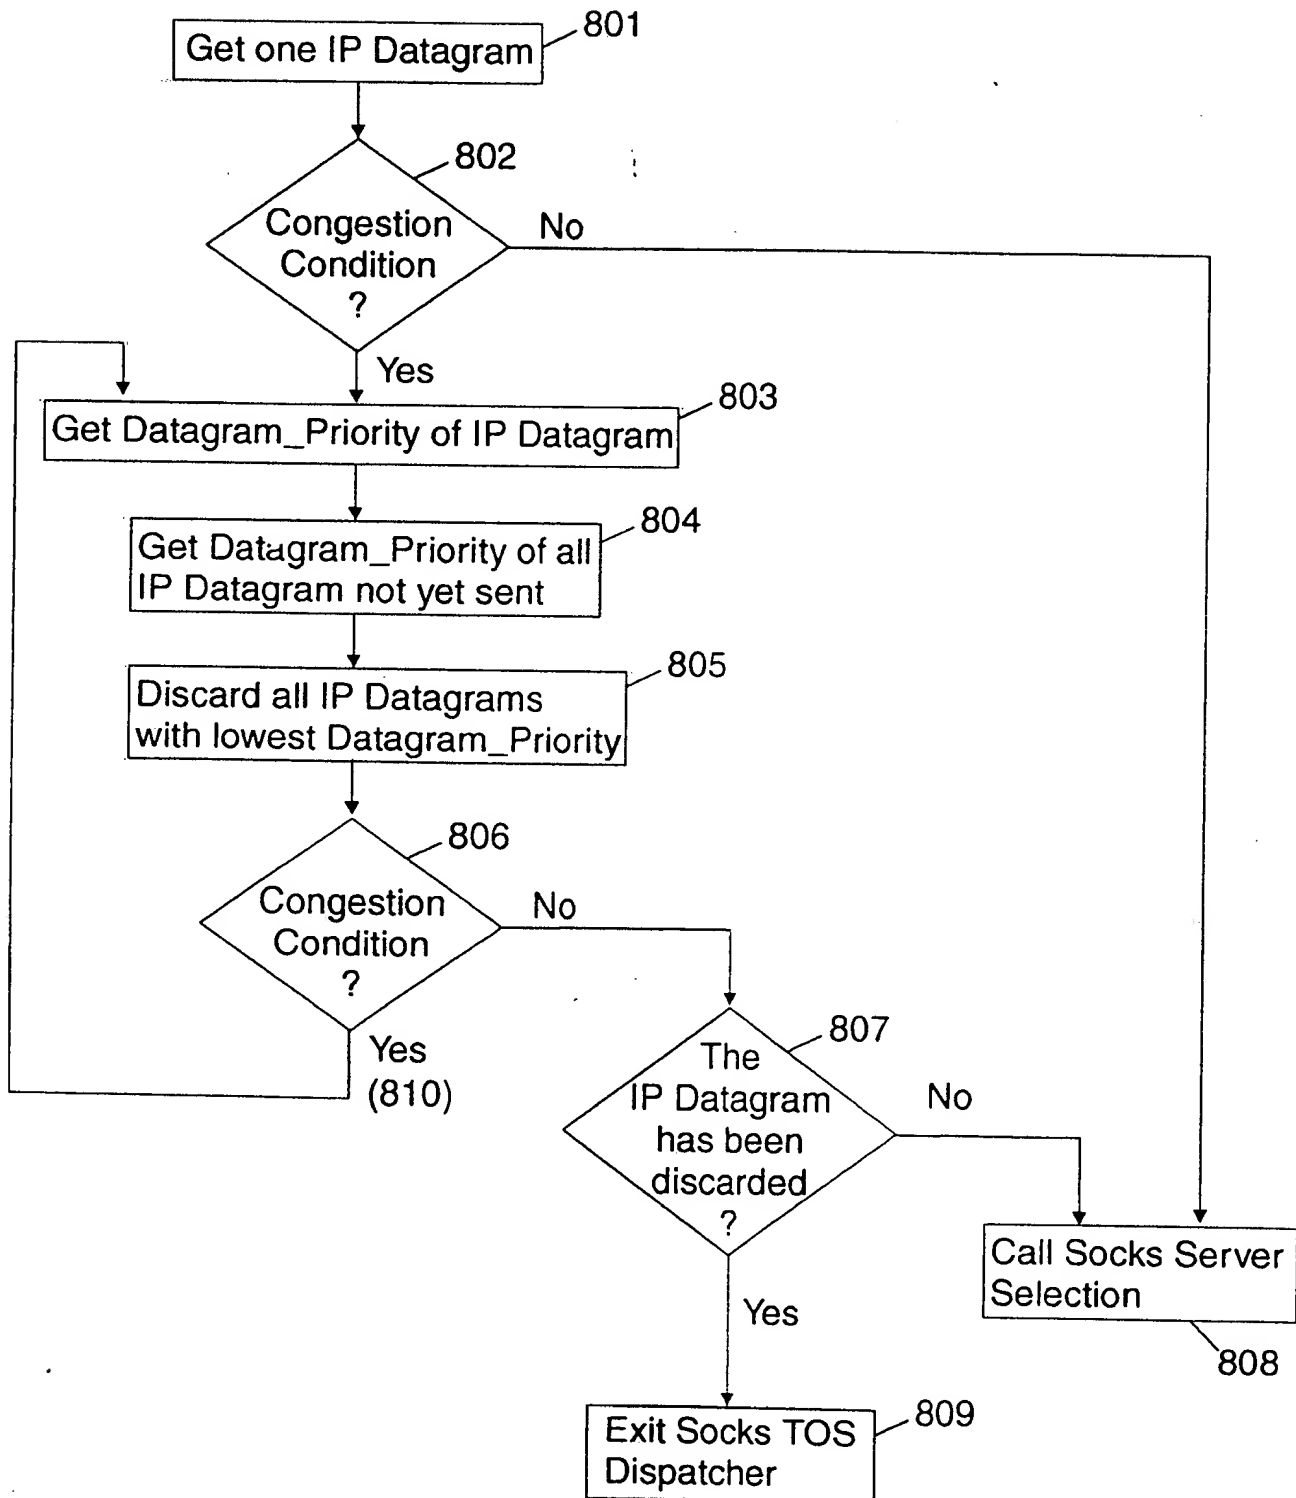 Get one IP Datagram
801
802
Congestion
Condition
?
No
Yes
803
Get Datagram_Priority of IP Datagram
804
Get Datagram_Priority of all
IP Datagram not yet sent
805
Discard all IP Datagrams
with lowest Datagram_Priority
806
Congestion
Condition
?
No
Yes
(810)
807
The
IP Datagram
has been
discarded
?
No
Yes
Call Socks Server
Selection
808
809
Exit Socks TOS
Dispatcher